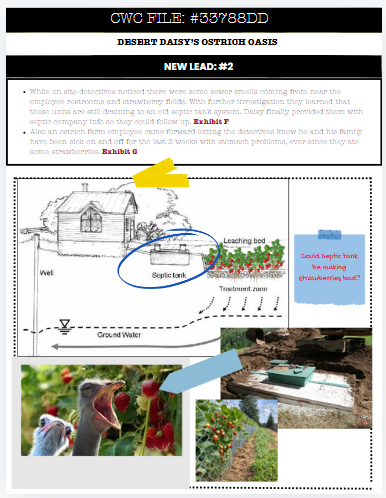 CWC FILE: #33788DD
DESERT DAISY'S OSTRICH OASIS
NEW LEAD: #2
• While on site detectives noticed there were some sewer smells coming from near the
employee restrooms and strawberry fields. With further investigation they learned that
these units are still draining to an old septic tank system. Daisy finally provided them with
septic company info so they could follow up. Exhibit F
• Also an ostrich farm employee came forward letting the detectives know he and his family
have been sick on and off for the last 2 weeks with stomach problems, ever since they ate
some strawberries. Exhibit G
Leaching bed
Well
Septic tank
Treatment zone
Ground Water
Could Septic tank
be making
strawberries bad?